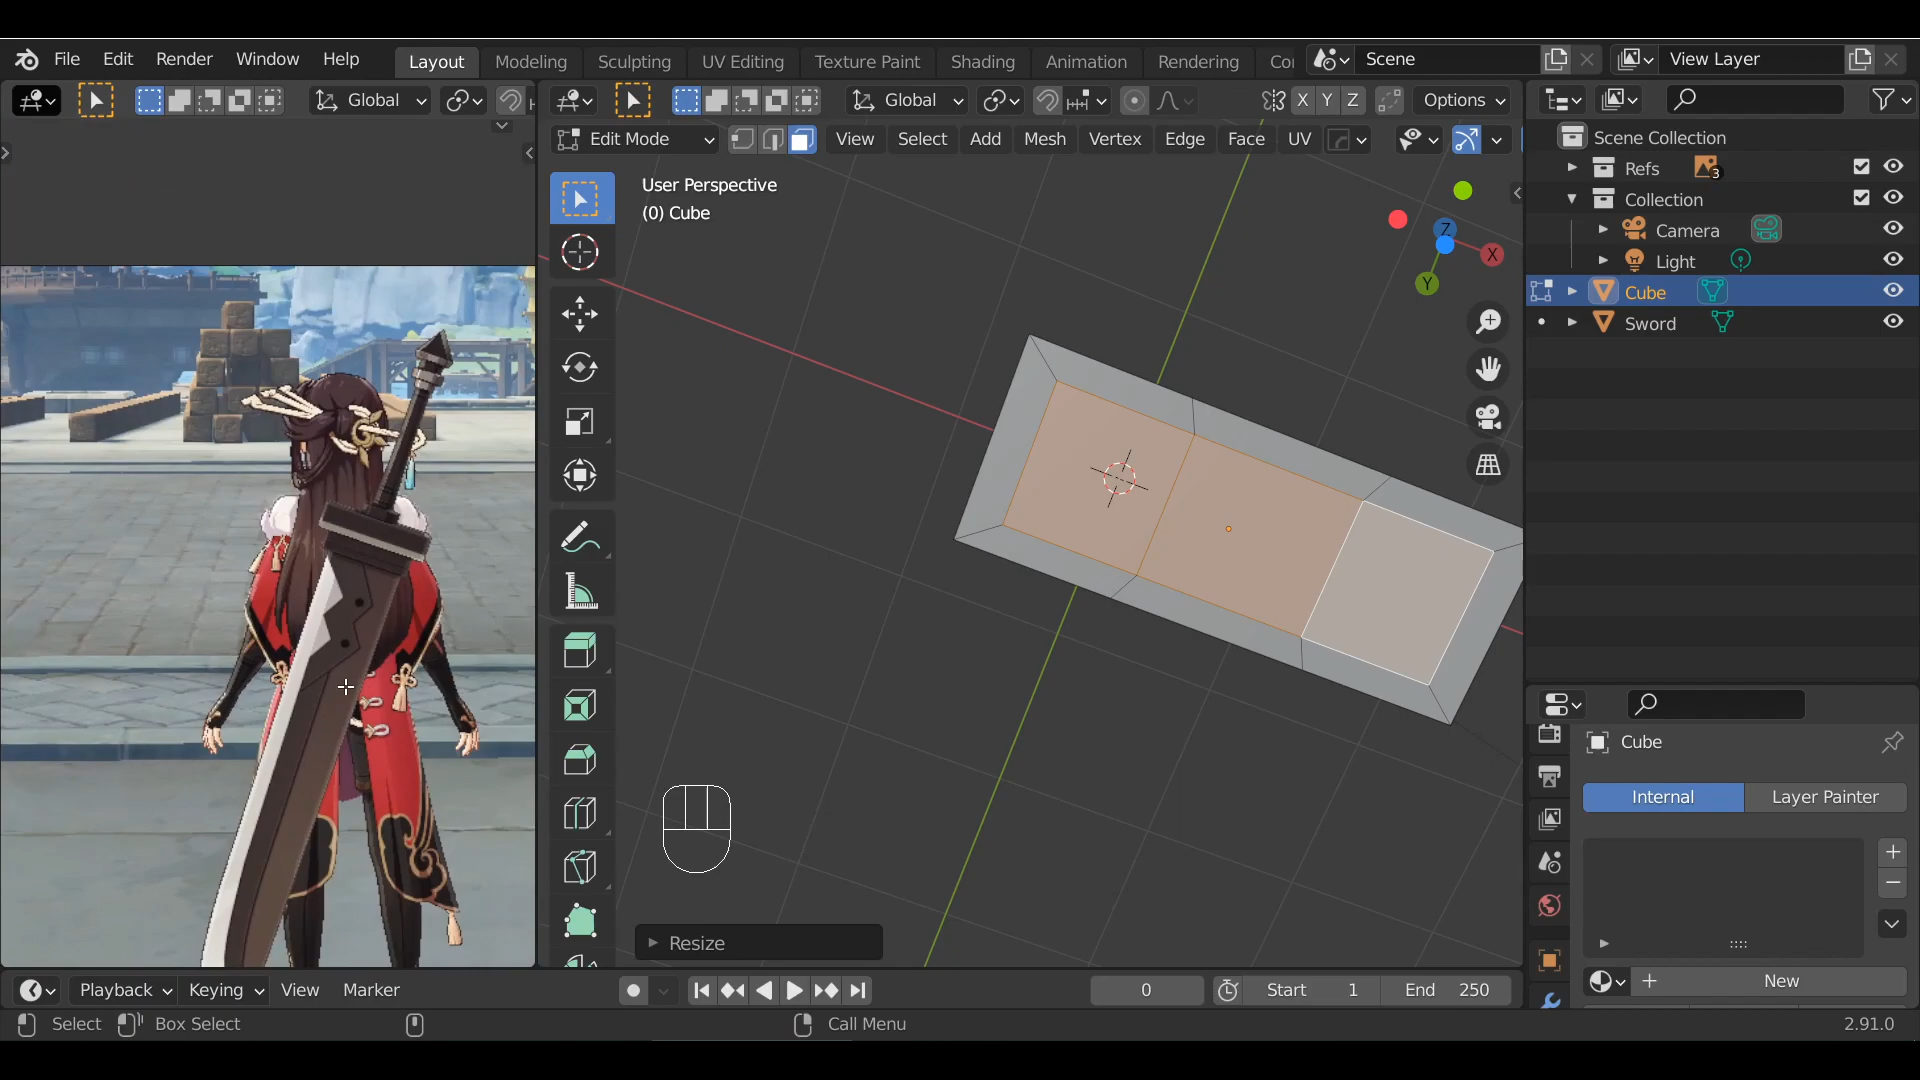 File Edit Render Window Help Layout Modeling Sculpting UV Editing Texture Paint Shading Animation Rendering Co Scene View Layer
Global Global X Y Z Options
Edit Mode View Select Add Mesh Vertex Edge Face UV Scene Collection
Refs 3
User Perspective
(0) Cube
Collection
Camera
Light
Cube
Sword
Z
X
Y
Cube
Internal Layer Painter
Resize
New
Playback Keying View Marker 0 Start 1 End 250
Select Box Select Call Menu 2.91.0